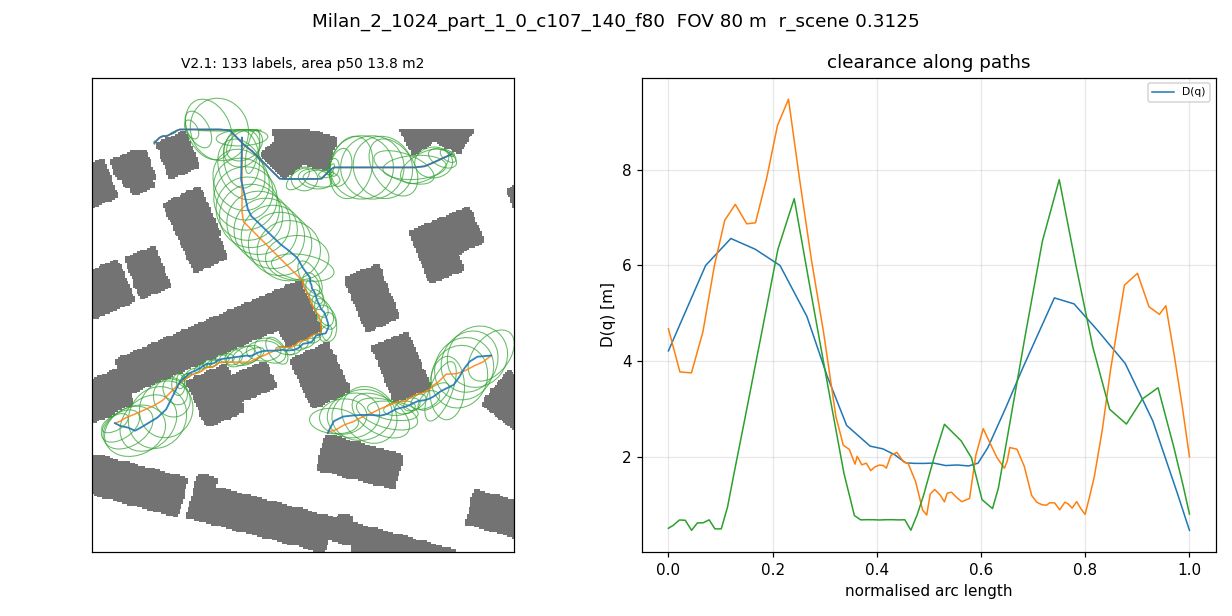 Milan_2_1024_part_1_0_c107_140_f80  FOV 80 m  r_scene 0.3125
V2.1: 133 labels, area p50 13.8 m2
clearance along paths
D(q)
D(q) [m]
8
6
4
2
0.0 0.2 0.4 0.6 0.8 1.0
normalised arc length